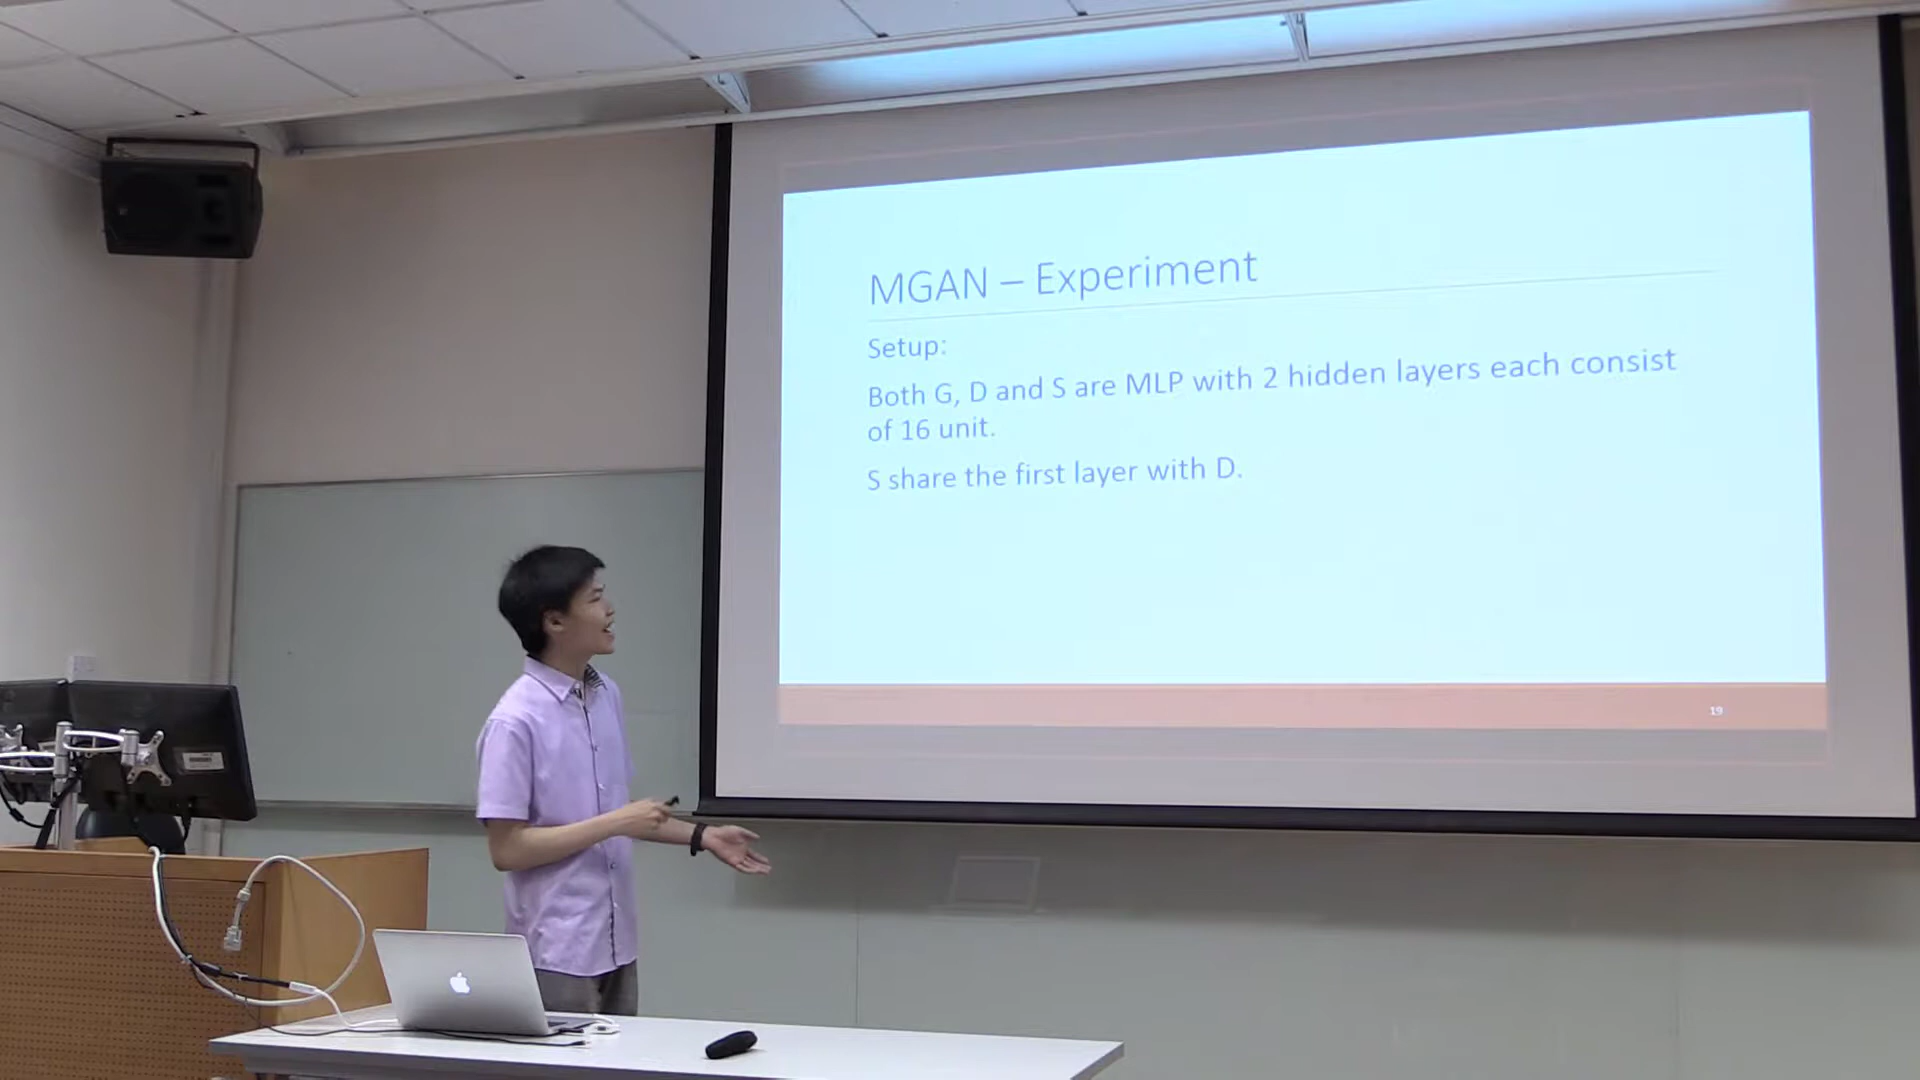 MGAN – Experiment
Setup:
Both G, D and S are MLP with 2 hidden layers each consist
of 16 unit.
S share the first layer with D.
19